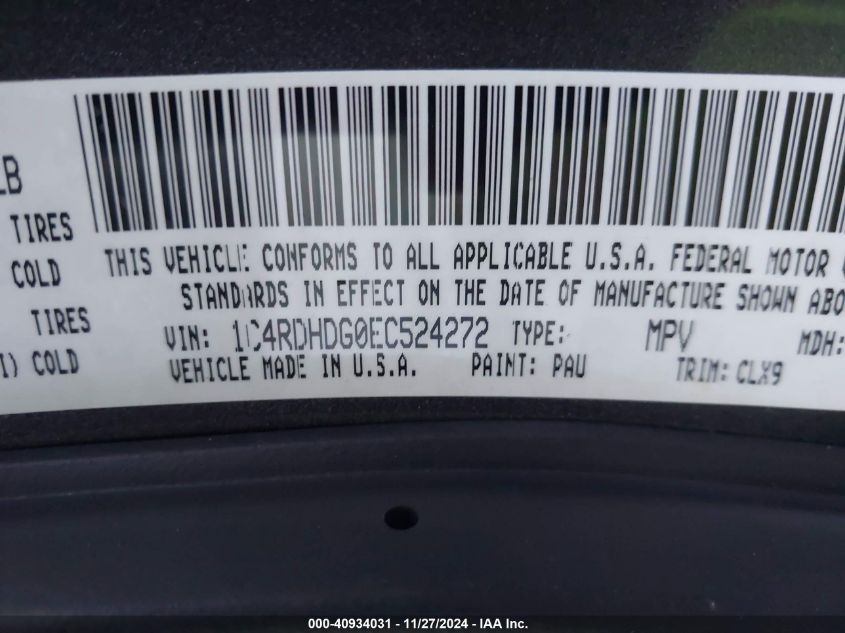 LB
TIRES
COLD
TIRES
I) COLD
THIS VEHICLE CONFORMS TO ALL APPLICABLE U.S.A. FEDERAL MOTOR
STANDARDS IN EFFECT ON THE DATE OF MANUFACTURE SHOWN ABO
VIN: 1C4RDHDG0EC524272 TYPE: MPV MDH:
VEHICLE MADE IN U.S.A. PAINT: PAU TRIM: CLX9
000-40934031 — 11/27/2024 — IAA Inc.